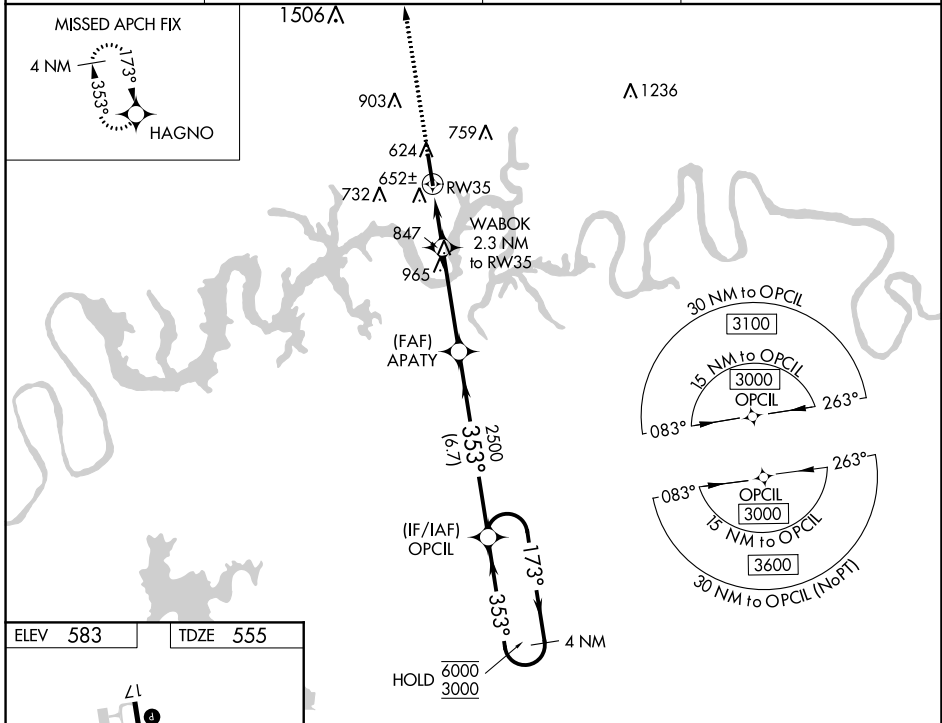 MISSED APCH FIX
4 NM
173°
353°
HAGNO
1506
903
1236
759
624
652±
RW35
732
WABOK
2.3 NM
to RW35
847
965
(FAF)
APATY
2500
353°
(6.7)
(IF/IAF)
OPCIL
173°
353°
4 NM
HOLD
6000
3000
30 NM to OPCIL
3100
15 NM to OPCIL
3000
OPCIL
083°
263°
083°
263°
OPCIL
3000
15 NM to OPCIL
3600
30 NM to OPCIL (NoPT)
ELEV 583
TDZE 555
17
P